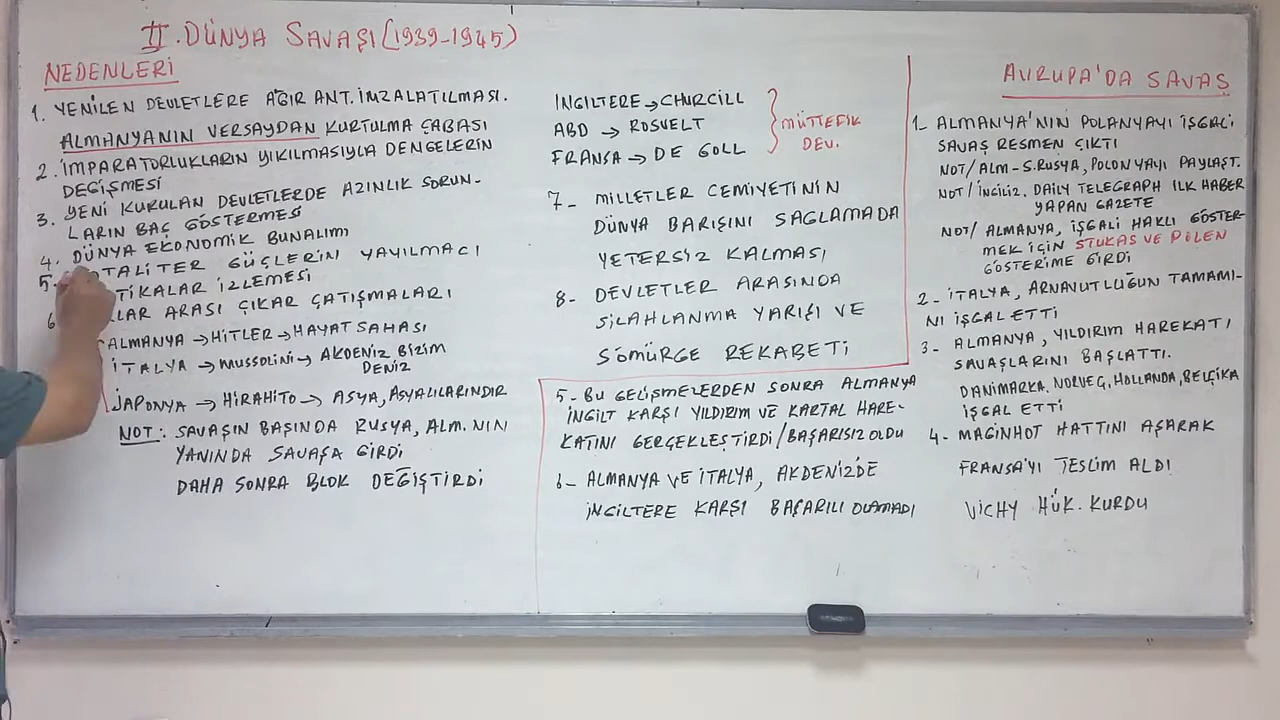 II. DÜNYA SAVAŞI (1939-1945)
NEDENLERİ
1. YENİLEN DEVLETLERE AĞIR ANT. İMZALATILMASI.
ALMANYANIN VERSAYDAN KURTULMA ÇABASI
2. İMPARATORLUKLARIN YIKILMASIYLA DENGELERİN
DEĞİŞMESİ
3. YENİ KURULAN DEVLETLERDE AZINLIK SORUN-
LARIN BAŞ GÖSTERMESİ
4. DÜNYA EKONOMİK BUNALIMI
5. TALİTER GÜÇLERİN YAYILMACI
TİKALAR İZLEMESİ
6 LAR ARASI ÇIKAR ÇATIŞMALARI
ALMANYA → HİTLER → HAYAT SAHASI
İTALYA → MUSSOLİNİ → AKDENİZ BİZİM
DENİZ
JAPONYA → HİRAHİTO → ASYA, ASYALILARINDIR
NOT: SAVAŞIN BAŞINDA RUSYA, ALM. NIN
YANINDA SAVAŞA GİRDİ
DAHA SONRA BLOK DEĞİŞTİRDİ
İNGİLTERE → CHURCİLL
ABD → ROSVELT
FRANSA → DE GOLL
MÜTTEFİK
DEV.
7- MİLLETLER CEMİYETİNİN
DÜNYA BARIŞINI SAGLAMADA
YETERSİZ KALMASI
8- DEVLETLER ARASINDA
SİLAHLANMA YARIŞI VE
SÖMÜRGE REKABETİ
5- BU GELİŞMELERDEN SONRA ALMANYA
İNGİLT KARŞI YILDIRIM VE KARTAL HARE-
KATINI GERÇEKLEŞTİRDİ / BAŞARISIZ OLDU
6- ALMANYA VE İTALYA, AKDENİZDE
İNGİLTERE KARŞI BAŞARILI OLAMADI
AVRUPA'DA SAVAŞ
1- ALMANYA'NIN POLANYAYI İŞGALİ
SAVAŞ RESMEN ÇIKTI
NOT/ ALM-S.RUSYA, POLONYAYI PAYLAŞT.
NOT/ İNGİLİZ. DAILY TELEGRAPH İLK HABER
YAPAN GAZETE
NOT/ ALMANYA, İŞGALİ HAKLI GÖSTER-
MEK İÇİN STUKAS VE POLEN
GÖSTERİME GİRDİ
2- İTALYA, ARNAVUTLUĞUN TAMAMI-
NI İŞGAL ETTİ
3- ALMANYA, YILDIRIM HAREKATI
SAVAŞLARINI BAŞLATTI.
DANİMARKA. NORVEÇ, HOLLANDA, BELÇİKA
İŞGAL ETTİ
4- MAGİNHOT HATTINI AŞARAK
FRANSA'YI TESLİM ALDI
VICHY HÜK. KURDU